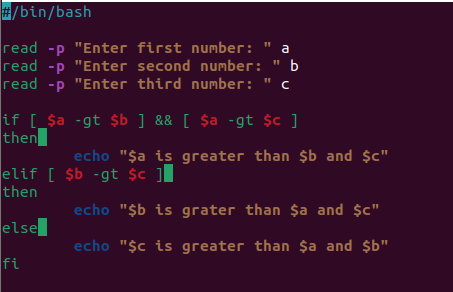 #/bin/bash
read -p "Enter first number: " a
read -p "Enter second number: " b
read -p "Enter third number: " c
if [ $a -gt $b ] && [ $a -gt $c ]
then
echo "$a is greater than $b and $c"
elif [ $b -gt $c ]
then
echo "$b is grater than $a and $c"
else
echo "$c is greater than $a and $b"
fi